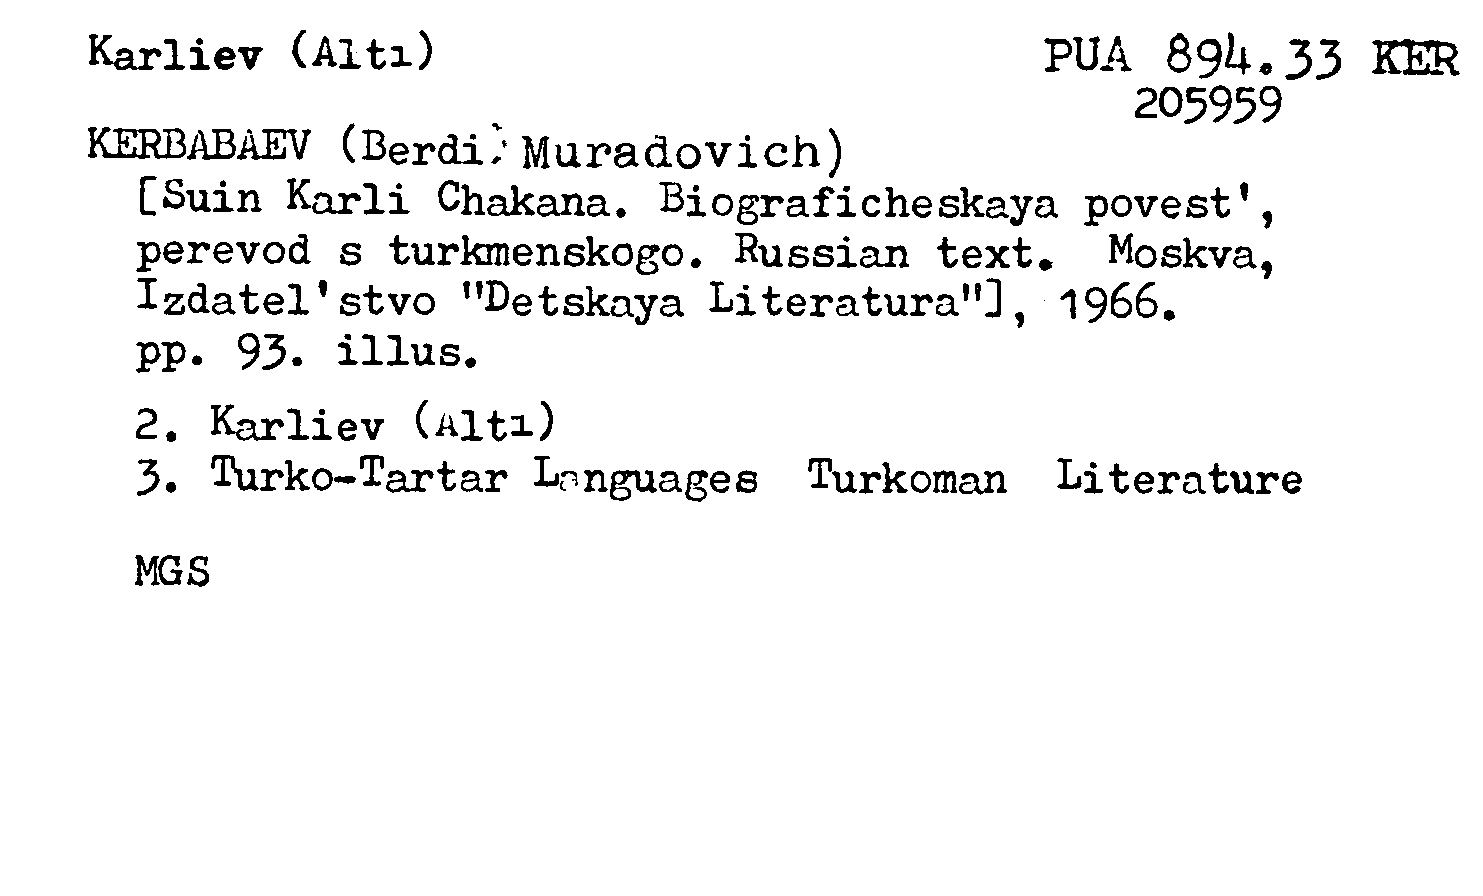 Karliev (Altı)
PUA 894.33 KER
205959
KERBABAEV (Berdi Muradovich)
[Suin Karli Chakana. Biograficheskaya povest',
perevod s turkmenskogo. Russian text. Moskva,
Izdatel'stvo "Detskaya Literatura"], 1966.
pp. 93. illus.
2. Karliev (Altı)
3. Turko-Tartar Languages Turkoman Literature
MGS